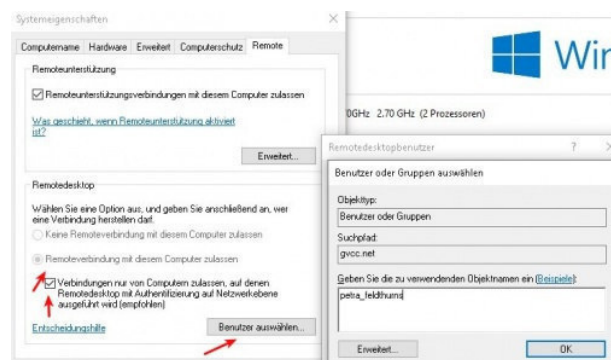 Systemeigenschaften
Computername Hardware Erweitert Computerschutz Remote
Remoteunterstützung
Remoteunterstützungsverbindungen mit diesem Computer zulassen
Was geschieht, wenn Remoteunterstützung aktiviert
ist?
Erweitert...
Remotedesktop
Wählen Sie eine Option aus, und geben Sie anschließend an, wer
eine Verbindung herstellen darf.
Keine Remoteverbindung mit diesem Computer zulassen
Remoteverbindung mit diesem Computer zulassen
Verbindungen nur von Computern zulassen, auf denen
Remotedesktop mit Authentifizierung auf Netzwerkebene
ausgeführt wird (empfohlen)
Entscheidungshilfe
Benutzer auswählen...
Win
70GHz 2.70 GHz (2 Prozessoren)
Remotedesktopbenutzer ?
Benutzer oder Gruppen auswählen
Objekttyp:
Benutzer oder Gruppen
Suchpfad:
gvcc.net
Geben Sie die zu verwendenden Objektnamen ein (Beispiele):
petra_feldthurns
Erweitert...
OK